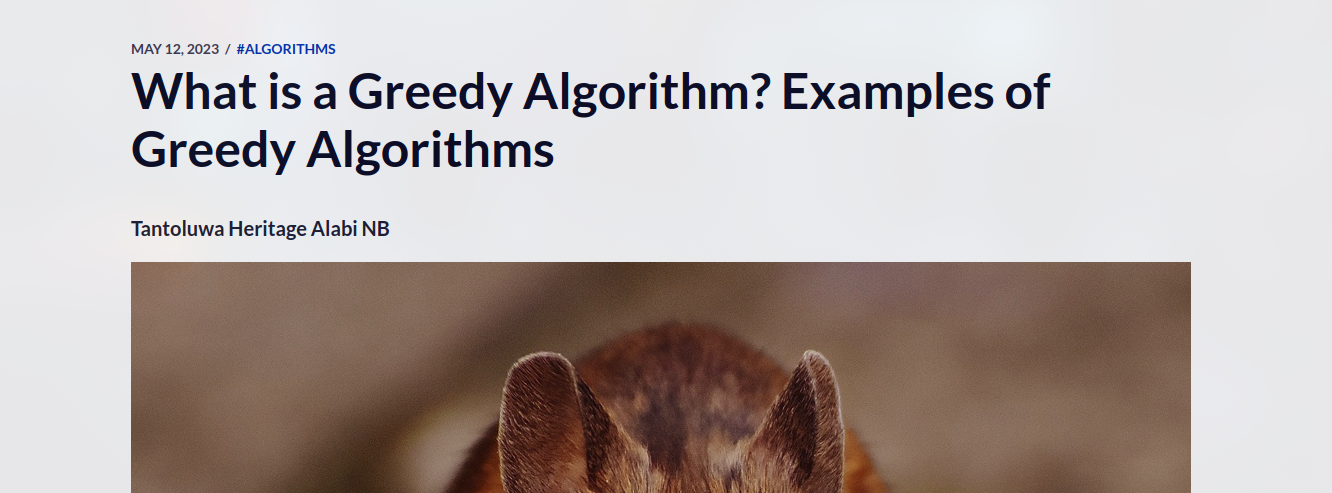 MAY 12, 2023 / #ALGORITHMS
What is a Greedy Algorithm? Examples of
Greedy Algorithms
Tantoluwa Heritage Alabi NB